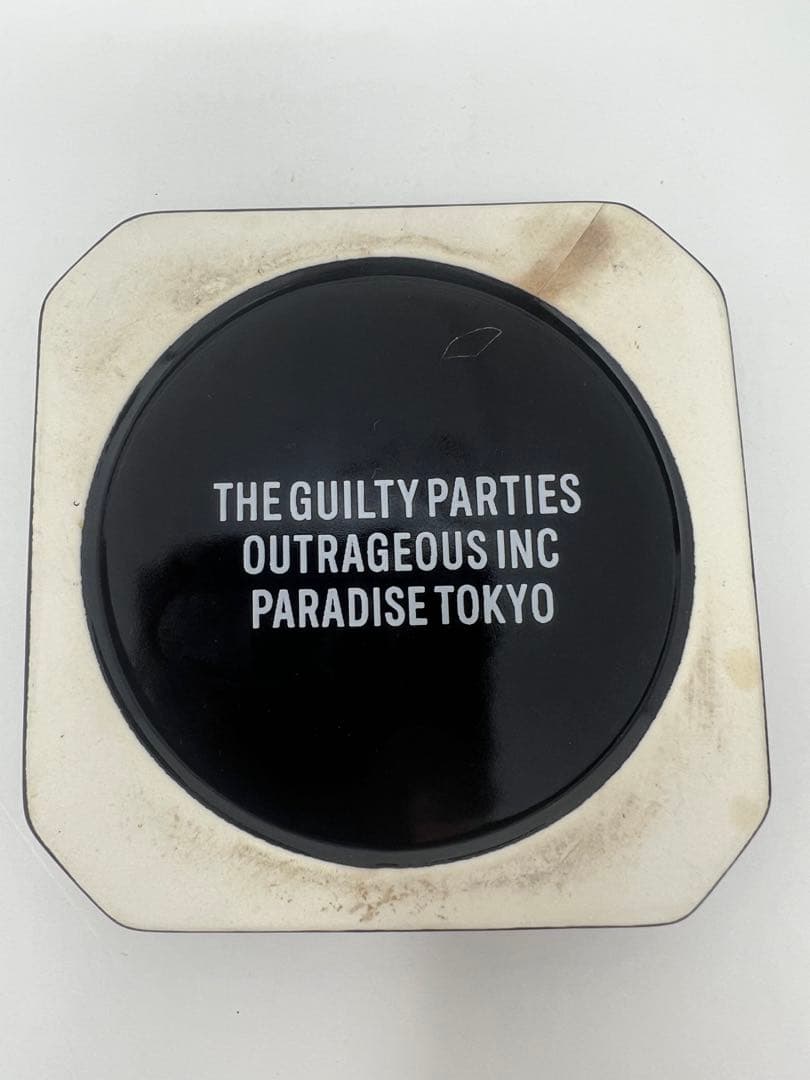 THE GUILTY PARTIES
OUTRAGEOUS INC
PARADISE TOKYO